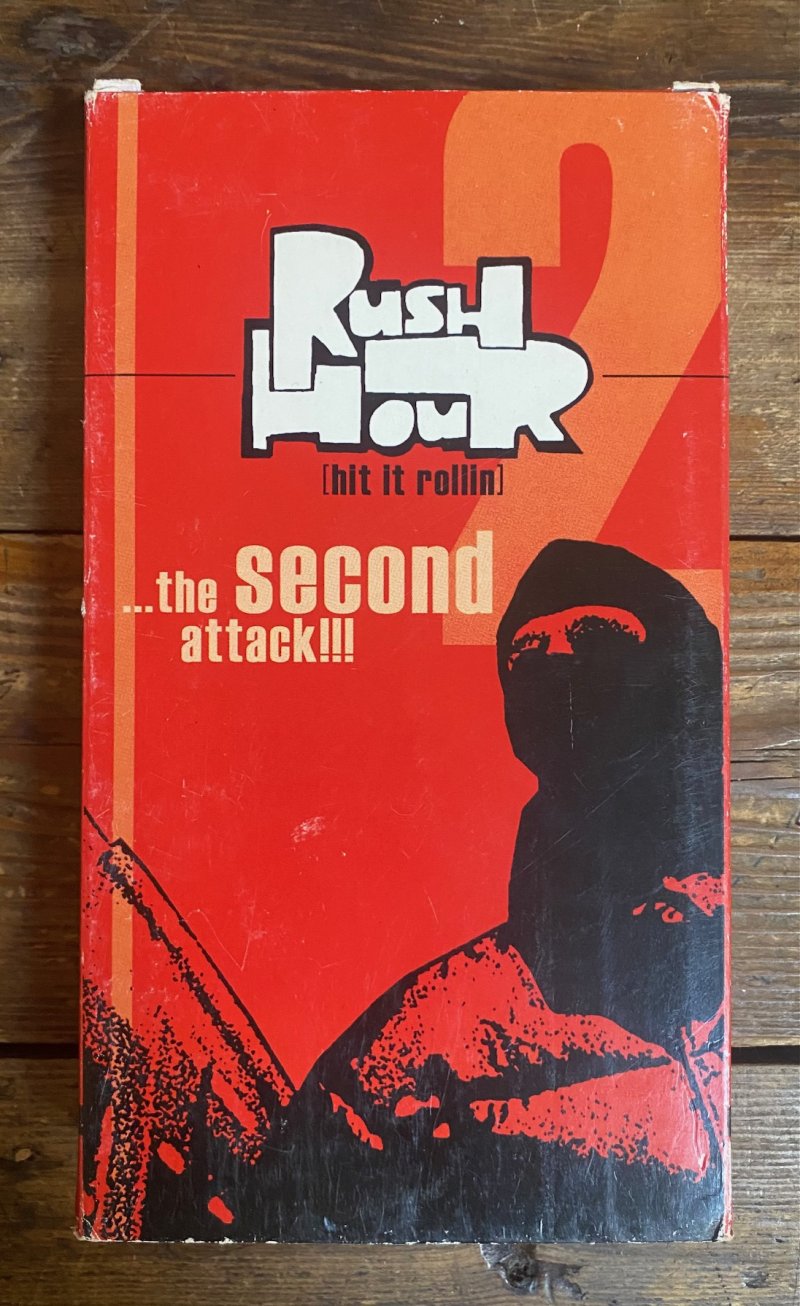 2
RUSH
HOUR
[hit it rollin]
...the second
attack!!!